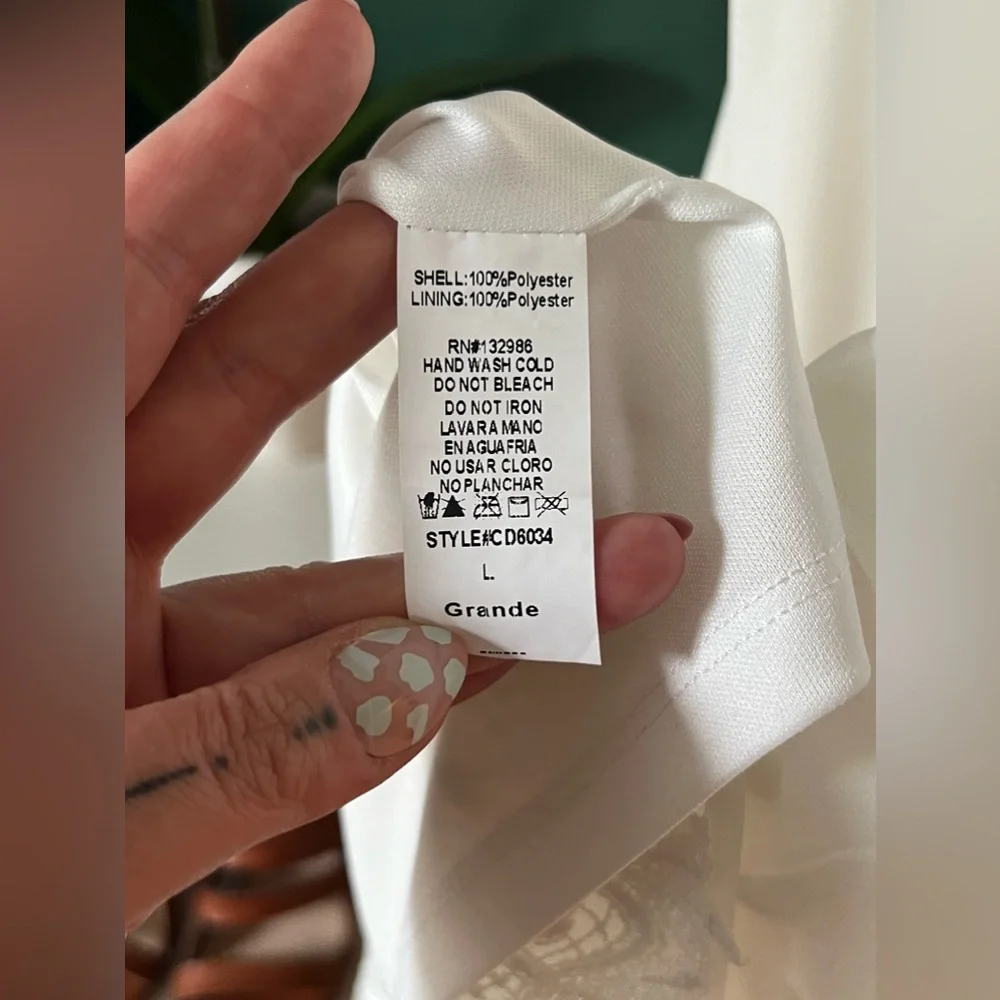 SHELL:100%Polyester
LINING:100%Polyester
RN#132986
HAND WASH COLD
DO NOT BLEACH
DO NOT IRON
LAVAR A MANO
EN AGUA FRIA
NO USAR CLORO
NO PLANCHAR
STYLE#CD6034
L.
Grande